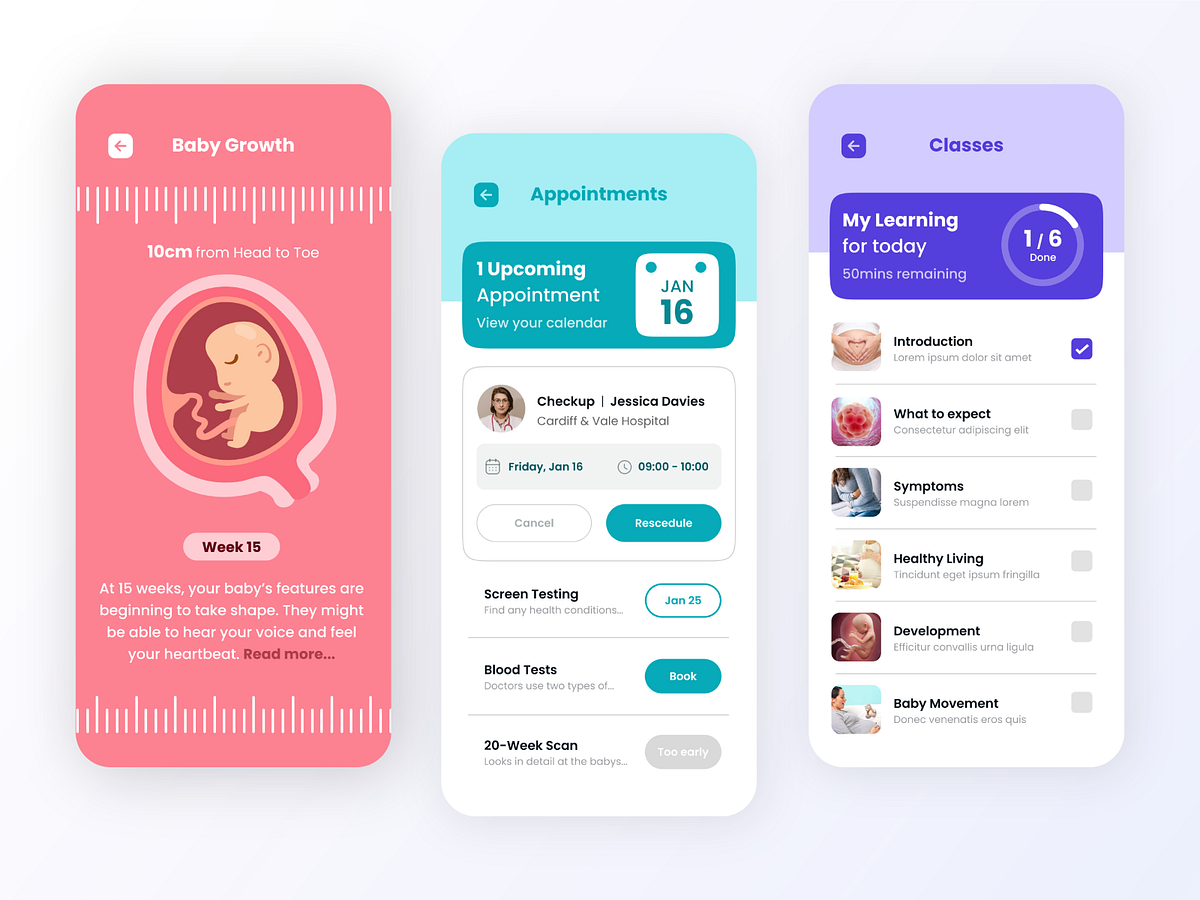 Baby Growth
10cm from Head to Toe
Week 15
At 15 weeks, your baby’s features are
beginning to take shape. They might
be able to hear your voice and feel
your heartbeat. Read more...
Appointments
1 Upcoming
Appointment
View your calendar
JAN
16
Checkup | Jessica Davies
Cardiff & Vale Hospital
Friday, Jan 16
09:00 - 10:00
Cancel
Rescedule
Screen Testing
Find any health conditions...
Jan 25
Blood Tests
Doctors use two types of...
Book
20-Week Scan
Looks in detail at the babys...
Too early
Classes
My Learning
for today
50mins remaining
1 / 6
Done
Introduction
Lorem ipsum dolor sit amet
What to expect
Consectetur adipiscing elit
Symptoms
Suspendisse magna lorem
Healthy Living
Tincidunt eget ipsum fringilla
Development
Efficitur convallis urna ligula
Baby Movement
Donec venenatis eros quis